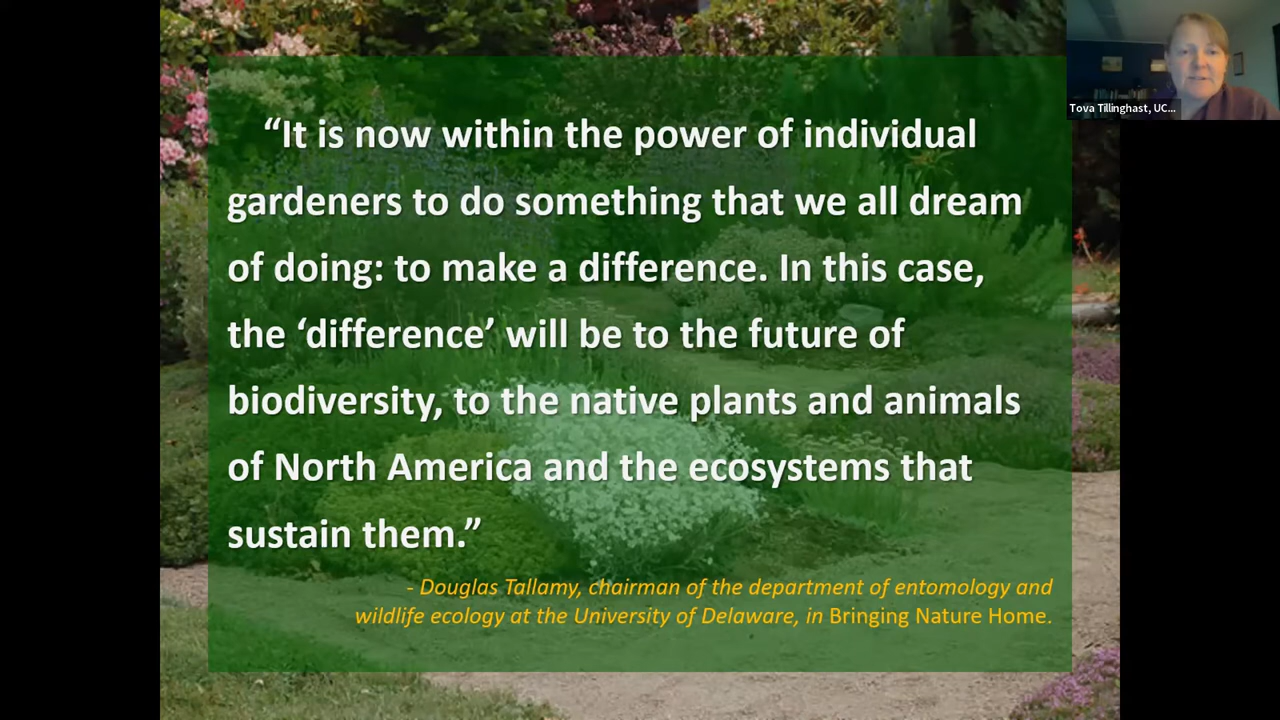 “It is now within the power of individual
gardeners to do something that we all dream
of doing: to make a difference. In this case,
the ‘difference’ will be to the future of
biodiversity, to the native plants and animals
of North America and the ecosystems that
sustain them.”
- Douglas Tallamy, chairman of the department of entomology and
wildlife ecology at the University of Delaware, in Bringing Nature Home.
Tova Tillinghast, UC...